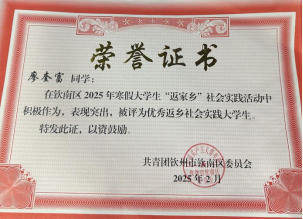 荣誉证书
廖奎富 同学:
在钦南区2025年寒假大学生“返家乡”社会实践活动中
积极作为，表现突出，被评为优秀返乡社会实践大学生。
特发此证，以资鼓励。
共青团钦州市钦南区委员会
2025年2月